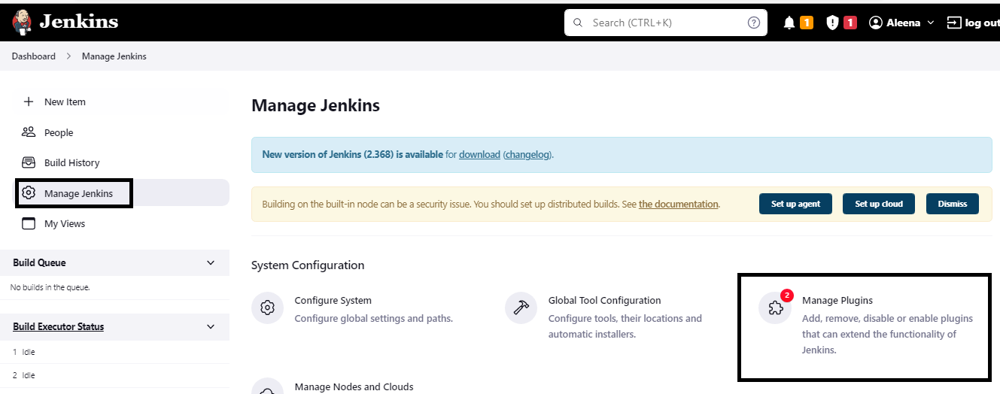 Jenkins
Search (CTRL+K)
?
1
1
Aleena
log out
Dashboard > Manage Jenkins
New Item
People
Build History
Manage Jenkins
My Views
Build Queue
No builds in the queue.
Build Executor Status
1 Idle
2 Idle
Manage Jenkins
New version of Jenkins (2.368) is available for download (changelog).
Building on the built-in node can be a security issue. You should set up distributed builds. See the documentation.
Set up agent
Set up cloud
Dismiss
System Configuration
Configure System
Configure global settings and paths.
Global Tool Configuration
Configure tools, their locations and
automatic installers.
2
Manage Plugins
Add, remove, disable or enable plugins
that can extend the functionality of
Jenkins.
Manage Nodes and Clouds